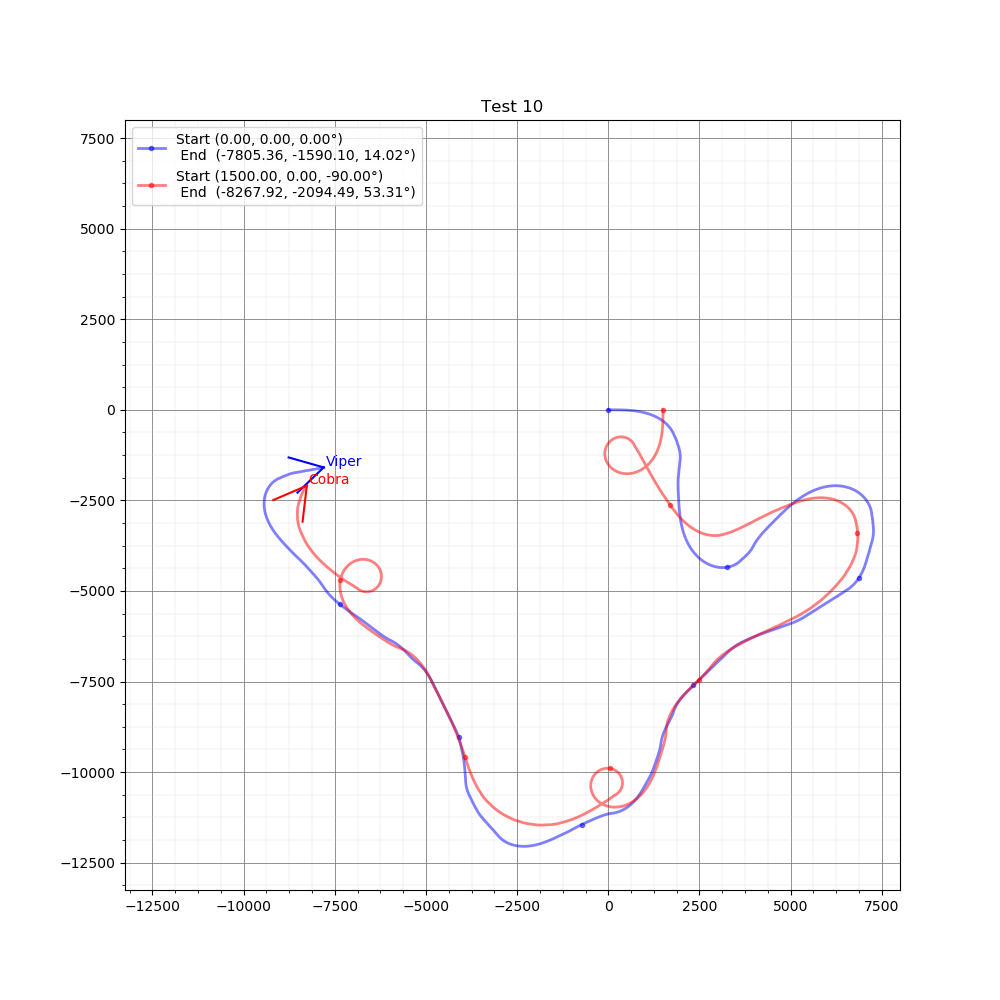 Test 10
Start (0.00, 0.00, 0.00°)
End  (-7805.36, -1590.10, 14.02°)
Start (1500.00, 0.00, -90.00°)
End  (-8267.92, -2094.49, 53.31°)
7500
5000
2500
0
−2500
−5000
−7500
−10000
−12500
Viper
Cobra
−12500 −10000 −7500 −5000 −2500 0 2500 5000 7500